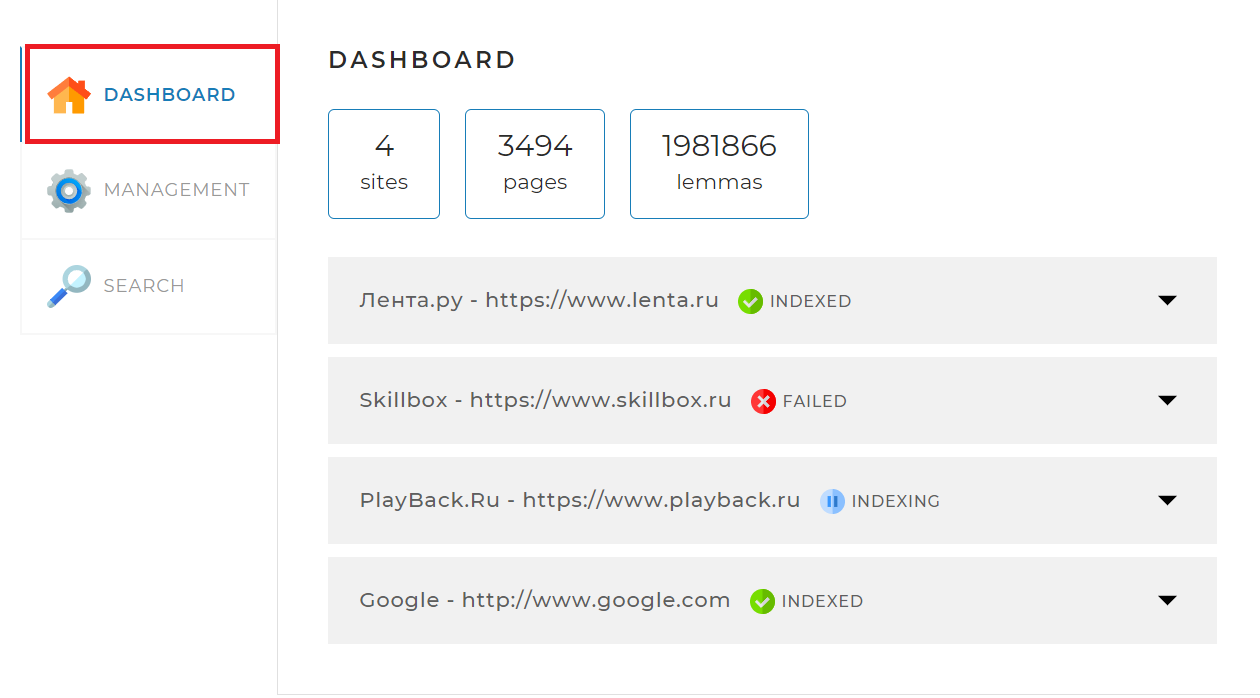 DASHBOARD
MANAGEMENT
SEARCH
DASHBOARD
4
sites
3494
pages
1981866
lemmas
Лента.ру - https://www.lenta.ru INDEXED
Skillbox - https://www.skillbox.ru FAILED
PlayBack.Ru - https://www.playback.ru INDEXING
Google - http://www.google.com INDEXED